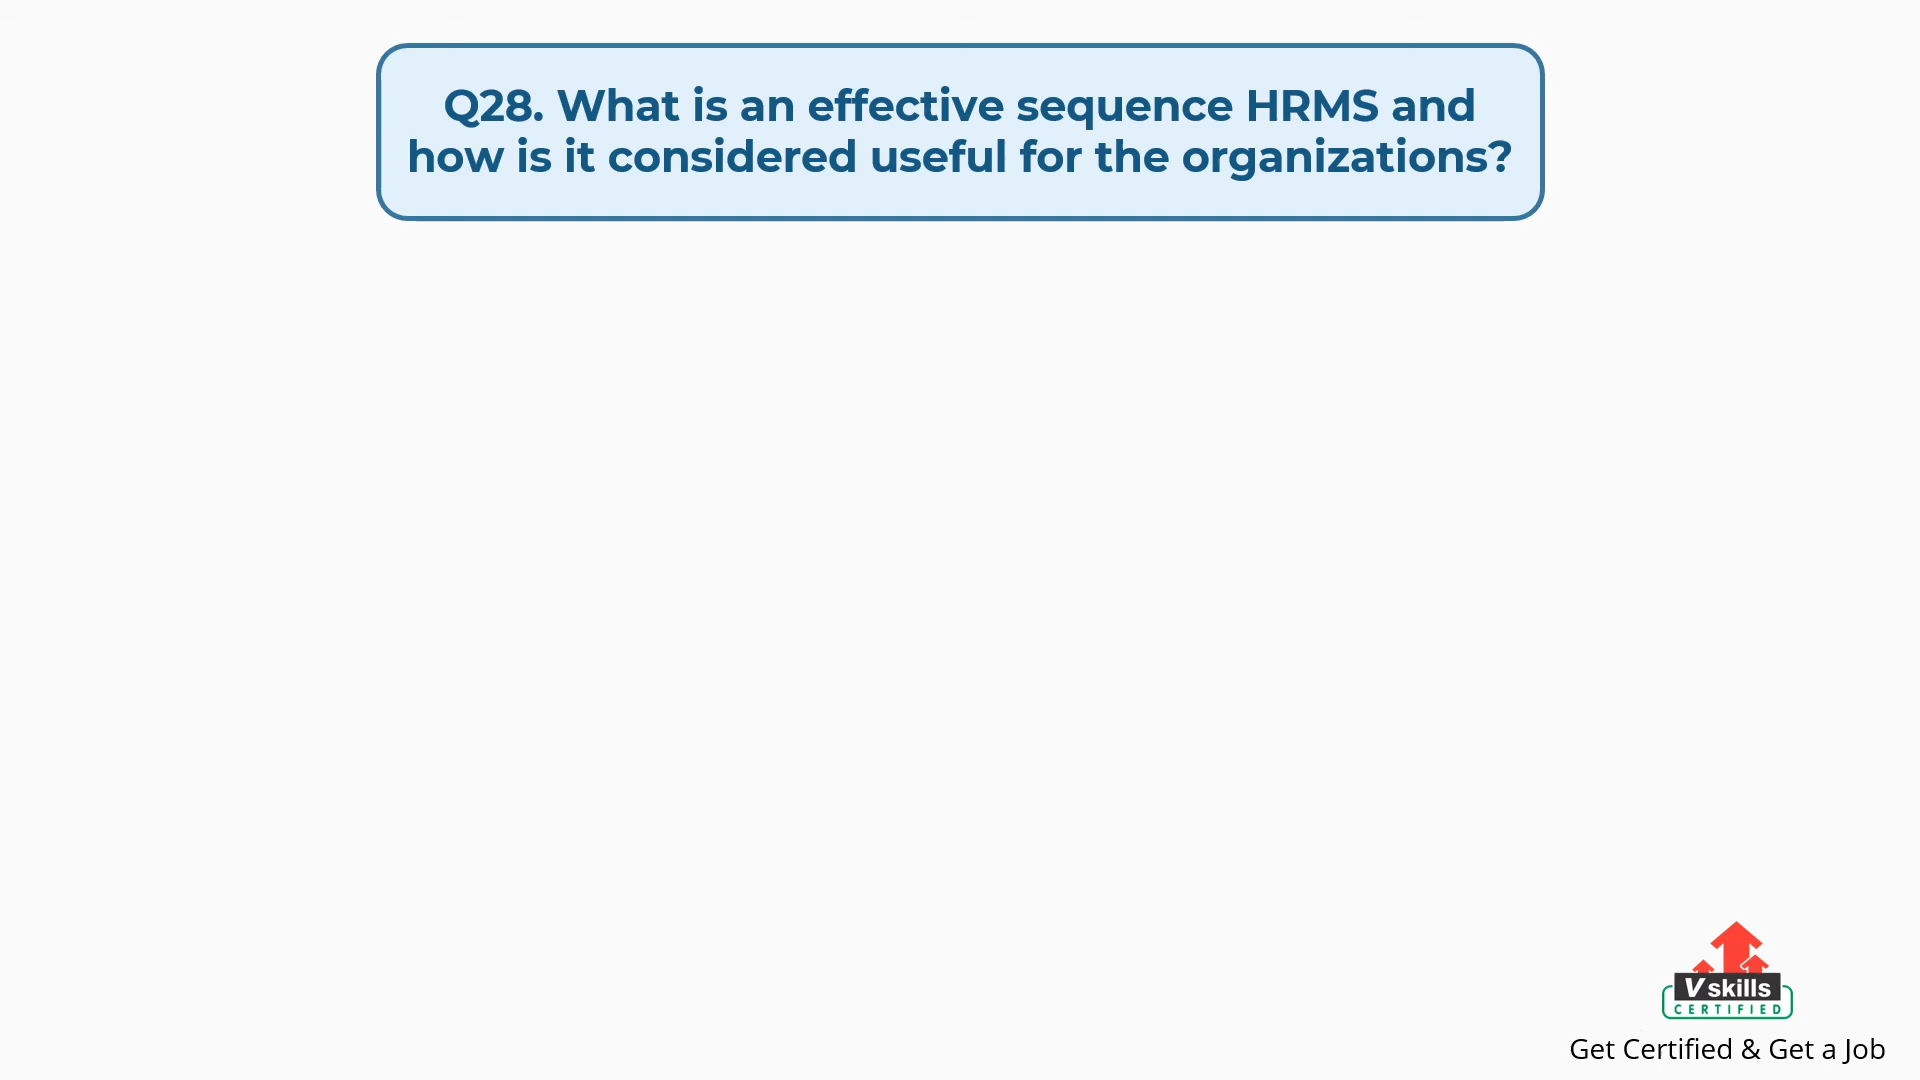 Q28. What is an effective sequence HRMS and
how is it considered useful for the organizations?
Vskills
CERTIFIED
Get Certified & Get a Job